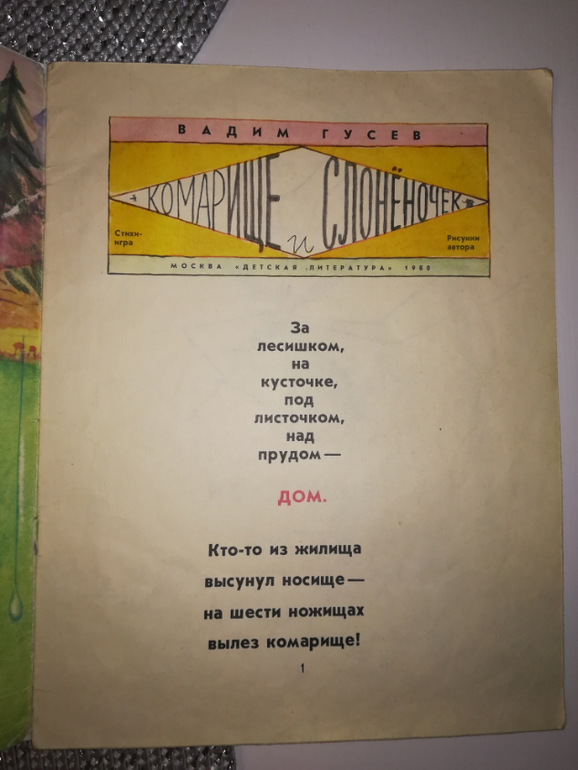 ВАДИМ ГУСЕВ
КОМАРИЩЕ И СЛОНЁНОЧЕК
Стихи-
игра
Рисунки
автора
МОСКВА «ДЕТСКАЯ ЛИТЕРАТУРА» 1980
За
лесишком,
на
кусточке,
под
листочком,
над
прудом —
ДОМ.
Кто-то из жилища
высунул носище —
на шести ножищах
вылез комарище!
1